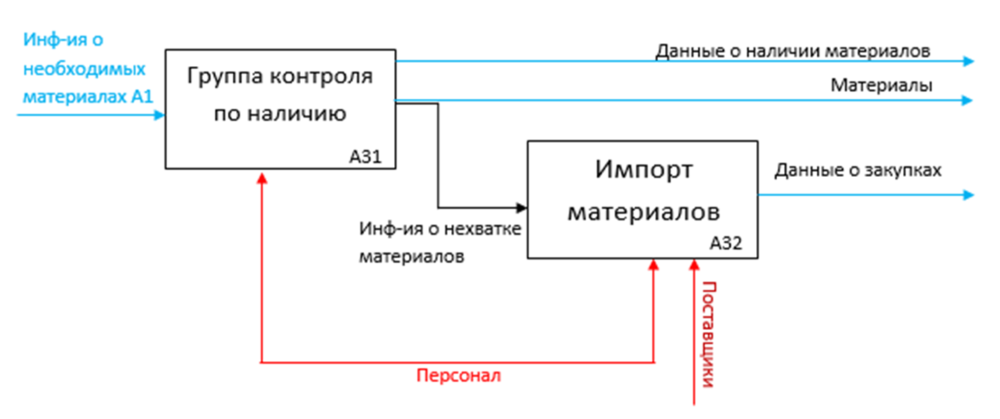 Инф-ия о
необходимых
материалах А1
Группа контроля
по наличию
А31
Данные о наличии материалов
Материалы
Импорт
материалов
А32
Данные о закупках
Инф-ия о нехватке
материалов
Поставщики
Персонал